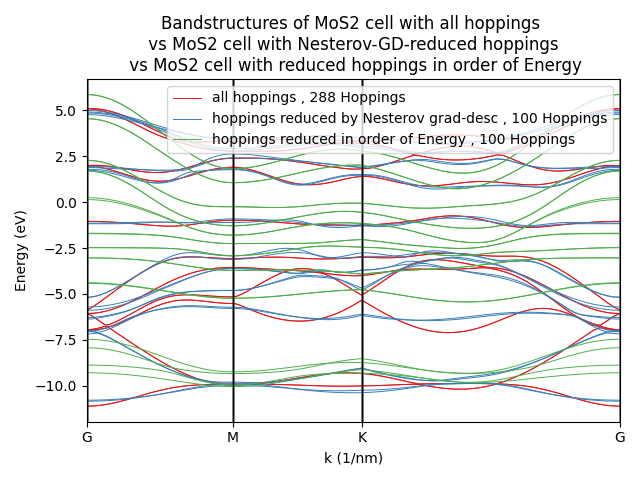 Bandstructures of MoS2 cell with all hoppings
vs MoS2 cell with Nesterov-GD-reduced hoppings
vs MoS2 cell with reduced hoppings in order of Energy
all hoppings , 288 Hoppings
hoppings reduced by Nesterov grad-desc , 100 Hoppings
hoppings reduced in order of Energy , 100 Hoppings
Energy (eV)
5.0
2.5
0.0
−2.5
−5.0
−7.5
−10.0
G M K G
k (1/nm)